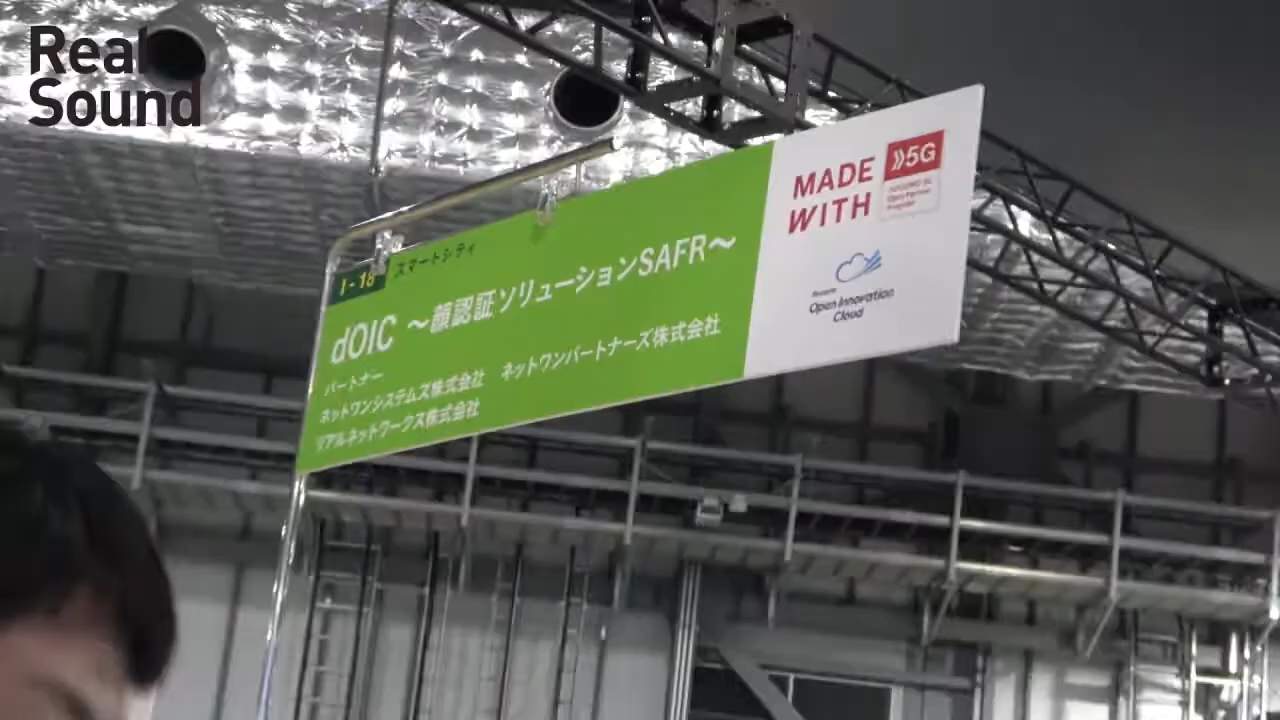 Real
Sound
I-18 スマートシティ
dOIC ～顔認証ソリューションSAFR～
パートナー
ネットワンシステムズ株式会社 ネットワンパートナーズ株式会社
リアルネットワークス株式会社
MADE
WITH
5G
Open Innovation
Cloud